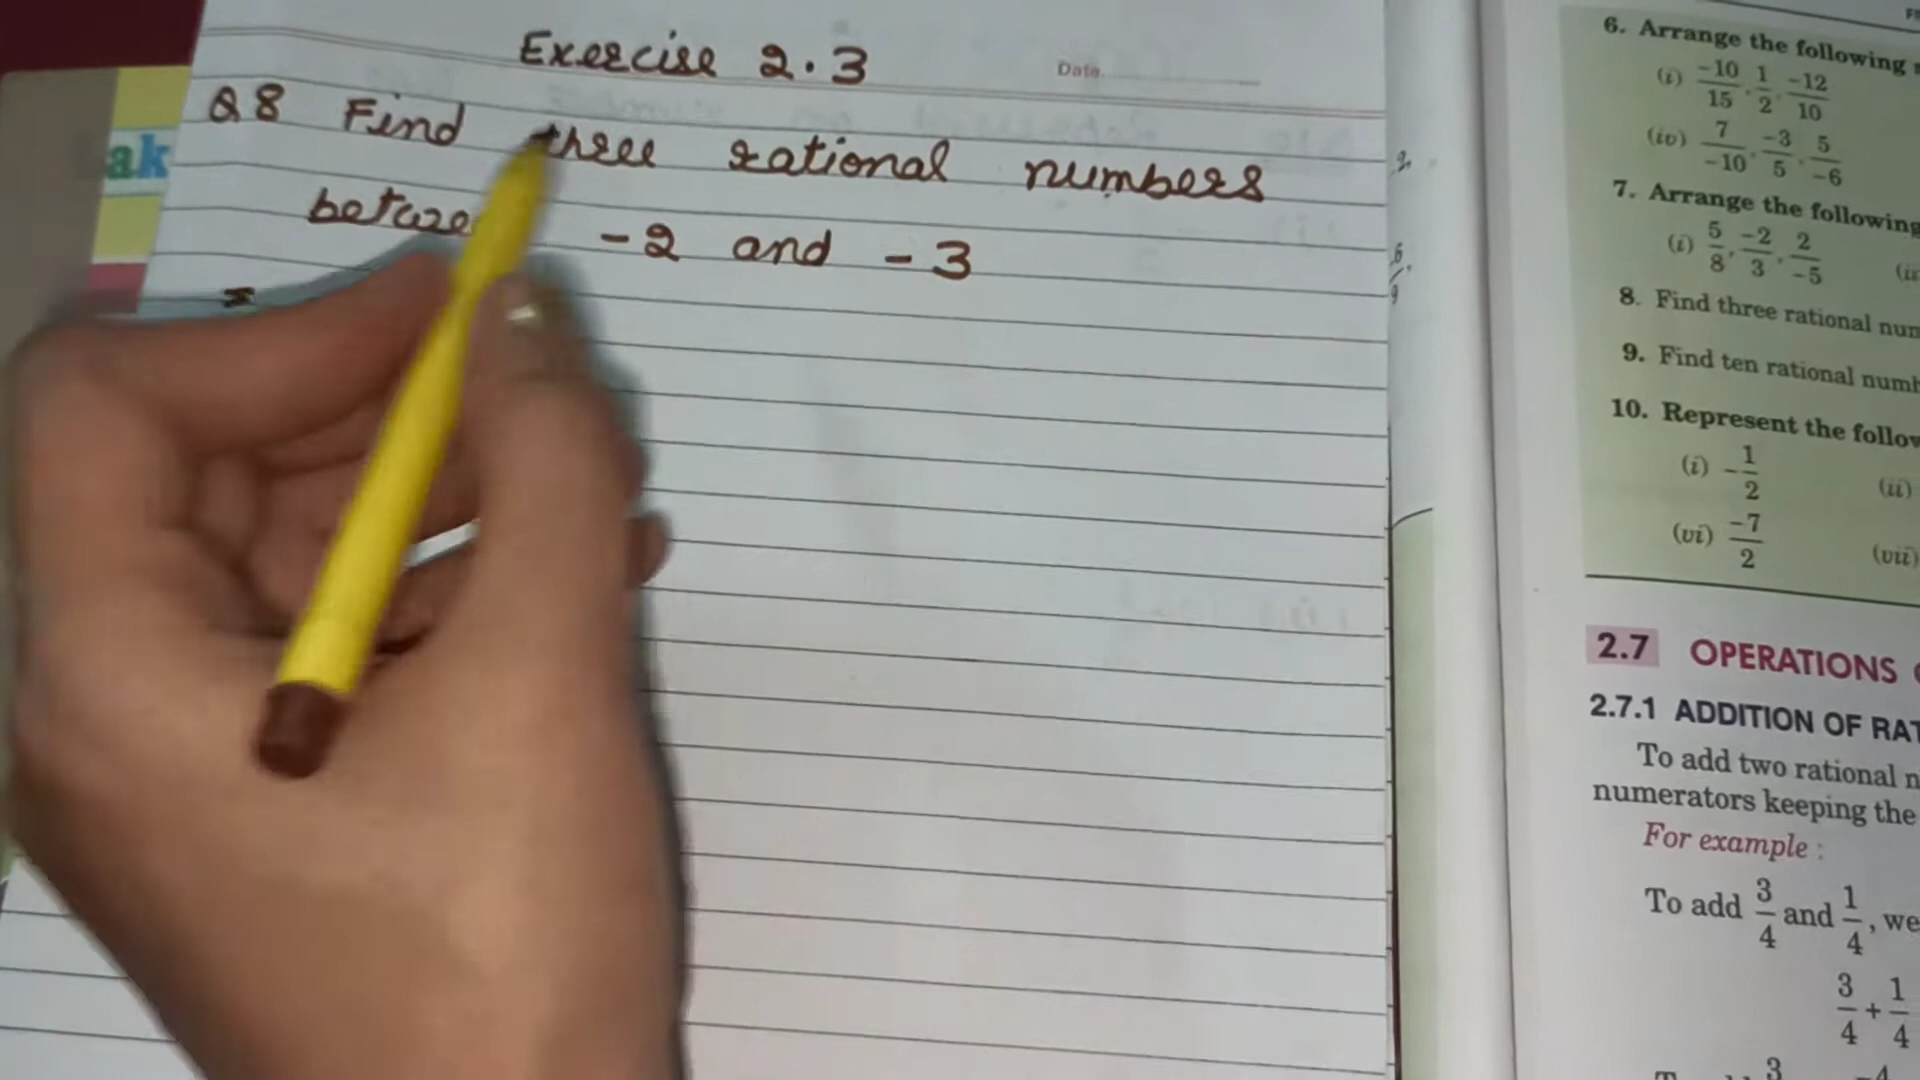 Exercise 2.3
Date
Q8 Find three rational numbers
between -2 and -3
ak
6. Arrange the following
(i) -10/15, 1/2, -12/10
(iv) 7/-10, -3/5, 5/-6
7. Arrange the following
(i) 5/8, -2/3, 2/-5
8. Find three rational num
9. Find ten rational numb
10. Represent the follow
(i) -1/2 (ii)
(vi) -7/2 (vii)
2.7 OPERATIONS
2.7.1 ADDITION OF RAT
To add two rational n
numerators keeping the
For example :
To add 3/4 and 1/4, we
3/4 + 1/4